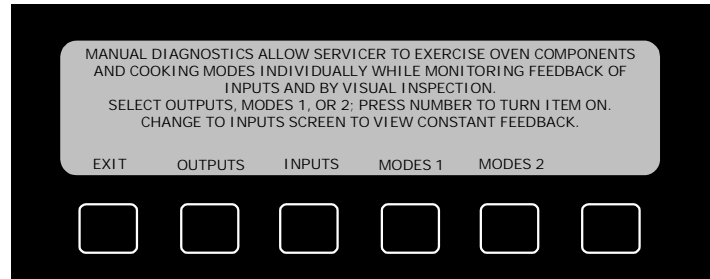 MANUAL DIAGNOSTICS ALLOW SERVICER TO EXERCISE OVEN COMPONENTS
AND COOKING MODES INDIVIDUALLY WHILE MONITORING FEEDBACK OF
INPUTS AND BY VISUAL INSPECTION.
SELECT OUTPUTS, MODES 1, OR 2; PRESS NUMBER TO TURN ITEM ON.
CHANGE TO INPUTS SCREEN TO VIEW CONSTANT FEEDBACK.
EXIT OUTPUTS INPUTS MODES 1 MODES 2